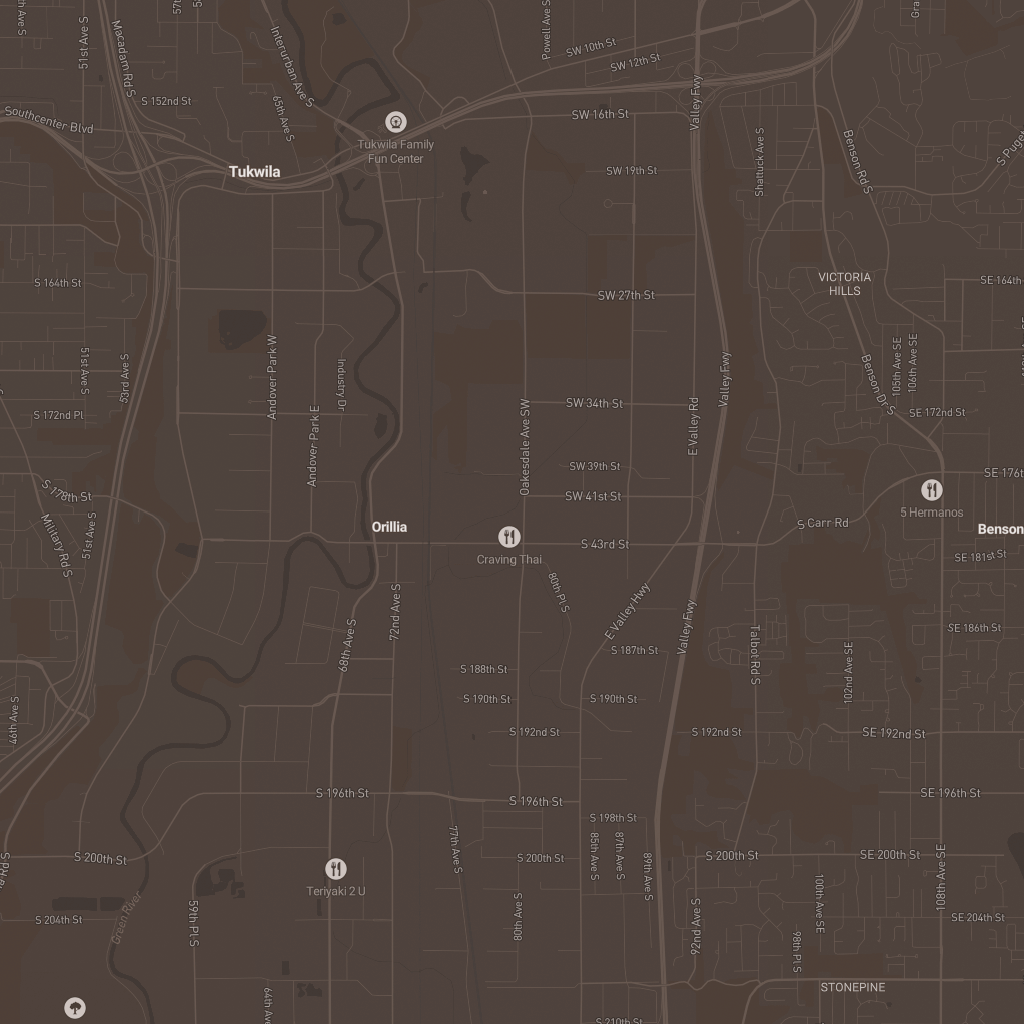 Powell Ave S
51st Ave S
Macadam Rd S
Interurban Ave S
SW 10th St
SW 12th St
S 152nd St
65th Ave S
Southcenter Blvd
SW 16th St
Valley Fwy
Shattuck Ave S
Benson Rd S
Tukwila Family
Fun Center
Tukwila
SW 19th St
VICTORIA
HILLS
S 164th St
SE 164th
SW 27th St
Andover Park W
Industry Dr
51st Ave S
53rd Ave S
Valley Fwy
105th Ave SE
106th Ave SE
Benson Dr S
S 172nd Pl
SW 34th St
SE 172nd St
Andover Park E
Oakesdale Ave SW
E Valley Rd
SW 39th St
SE 176t
S 178th St
SW 41st St
5 Hermanos
Military Rd S
51st Ave S
Orillia
S Carr Rd
Benson
S 43rd St
Craving Thai
SE 181st St
80th Pl S
72nd Ave S
E Valley Hwy
Valley Fwy
68th Ave S
SE 186th St
Talbot Rd S
S 187th St
S 188th St
102nd Ave SE
S 190th St
S 190th St
46th Ave S
S 192nd St
S 192nd St
SE 192nd St
S 196th St
S 196th St
SE 196th St
S 198th St
77th Ave S
85th Ave S
87th Ave S
89th Ave S
S 200th St
S 200th St
S 200th St
SE 200th St
Teriyaki 2 U
108th Ave SE
100th Ave SE
S 204th St
Green River
59th Pl S
80th Ave S
92nd Ave S
98th Pl S
SE 204th St
STONEPINE
64th Ave
S 210th St